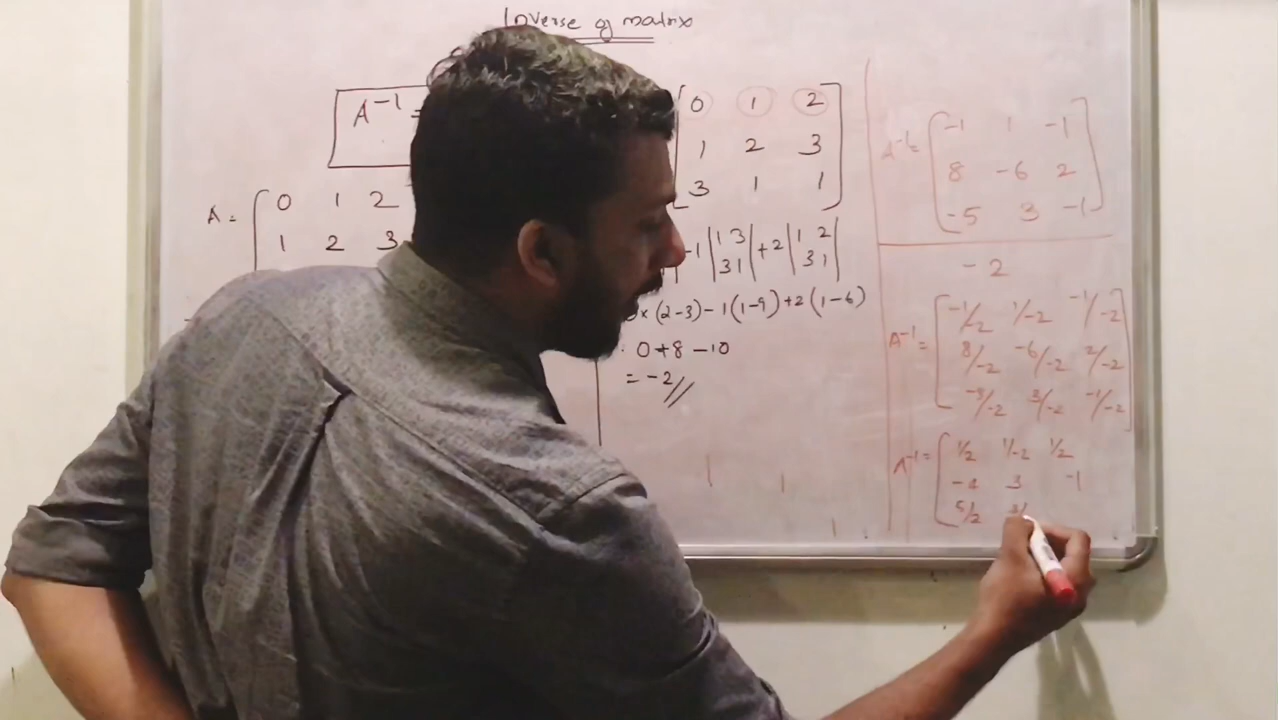 Inverse of matrix
A⁻¹ =
0 1 2
1 2 3
3 1 1
A = 0 1 2
1 2 3
-1 |1 3| + 2 |1 2|
|3 1| |3 1|
× (2-3) - 1(1-9) + 2(1-6)
0+8-10
= -2//
A⁻¹= -1 1 -1
8 -6 2
-5 3 -1
-2
A⁻¹= -1/2 1/-2 -1/-2
8/-2 -6/-2 2/-2
3/-2 -1/-2
A⁻¹= 1/2 1/-2 1/2
-4 3 -1
5/2 3/